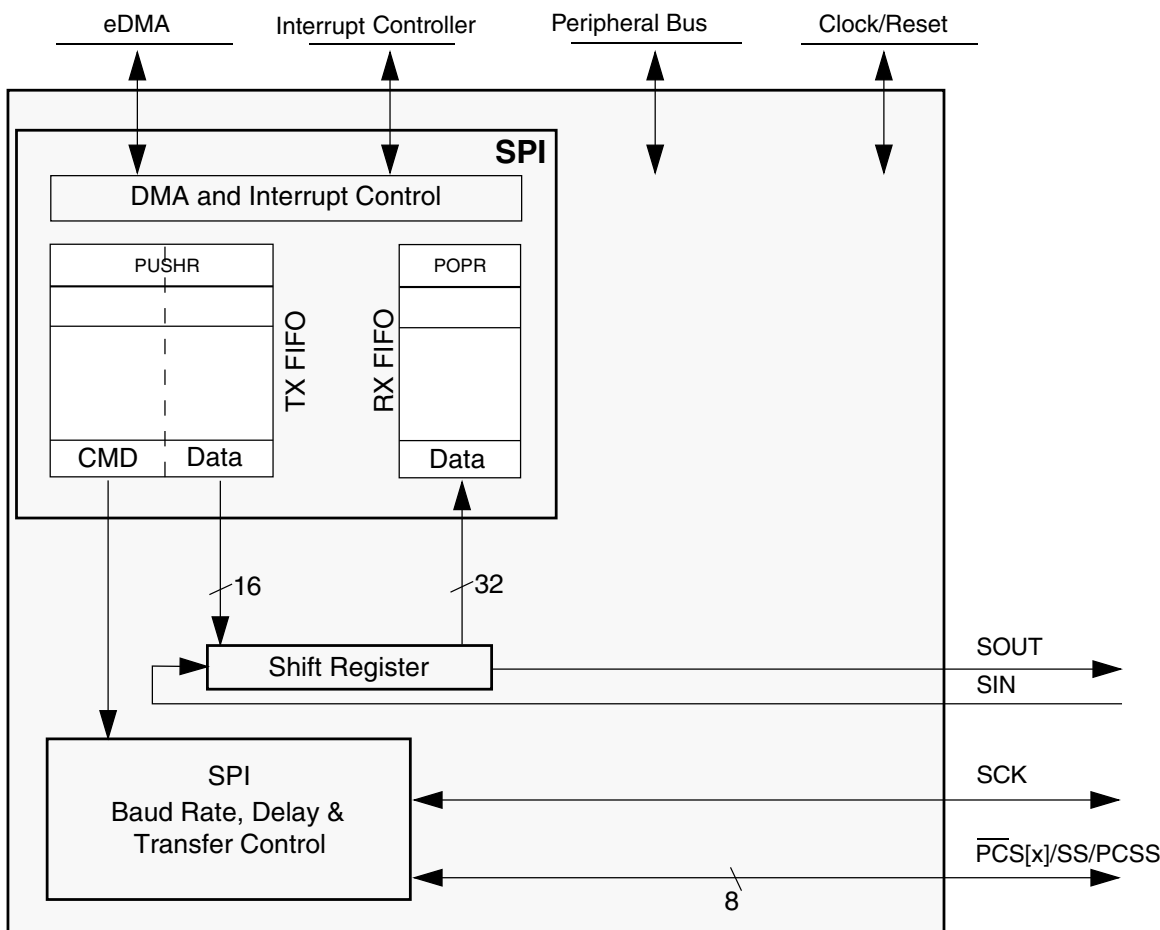 eDMA
Interrupt Controller
Peripheral Bus
Clock/Reset
SPI
DMA and Interrupt Control
PUSHR
POPR
TX FIFO
RX FIFO
CMD
Data
Data
16
32
Shift Register
SOUT
SIN
SPI
Baud Rate, Delay &
Transfer Control
SCK
PCS[x]/SS/PCSS
8